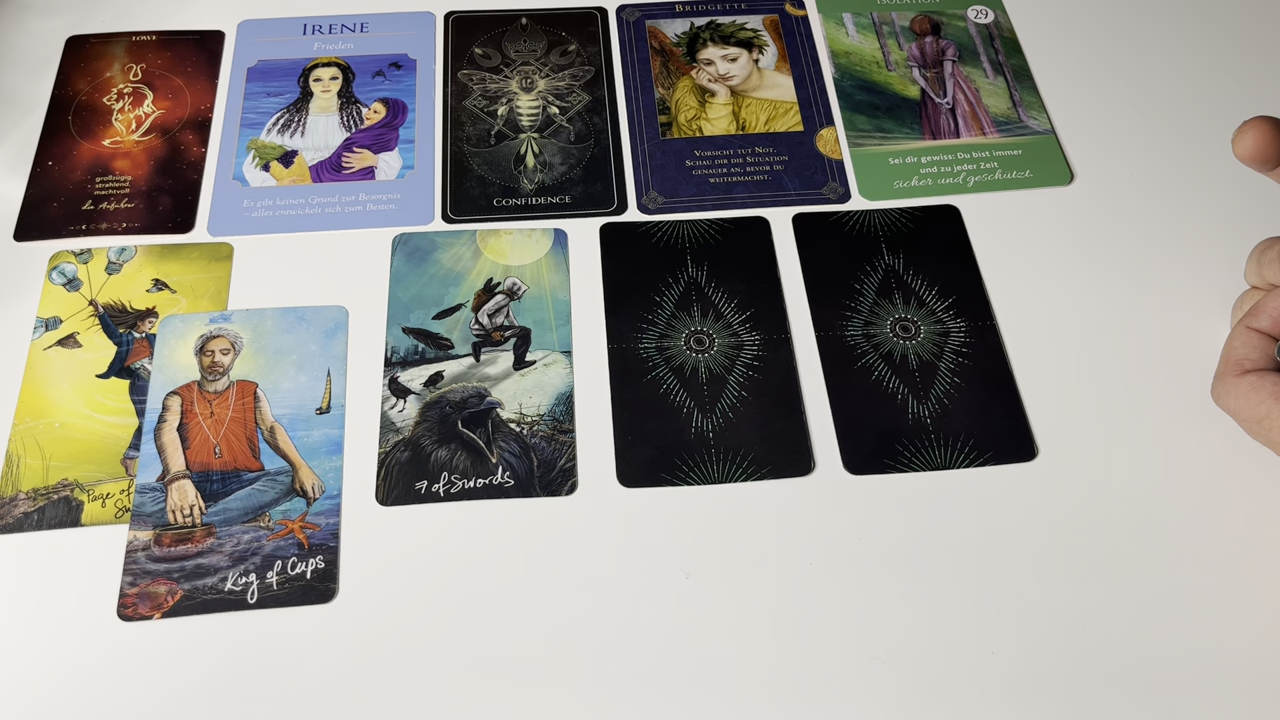 LÖWE
großzügig,
strahlend,
machtvoll
der Anführer
IRENE
Frieden
Es gibt keinen Grund zur Besorgnis
– alles entwickelt sich zum Besten.
CONFIDENCE
BRIDGETTE
VORSICHT TUT NOT.
SCHAU DIR DIE SITUATION
GENAUER AN, BEVOR DU
WEITERMACHST.
ISOLATION
29
Sei dir gewiss: Du bist immer
und zu jeder Zeit
sicher und geschützt.
Page of
Sw
King of Cups
7 of Swords